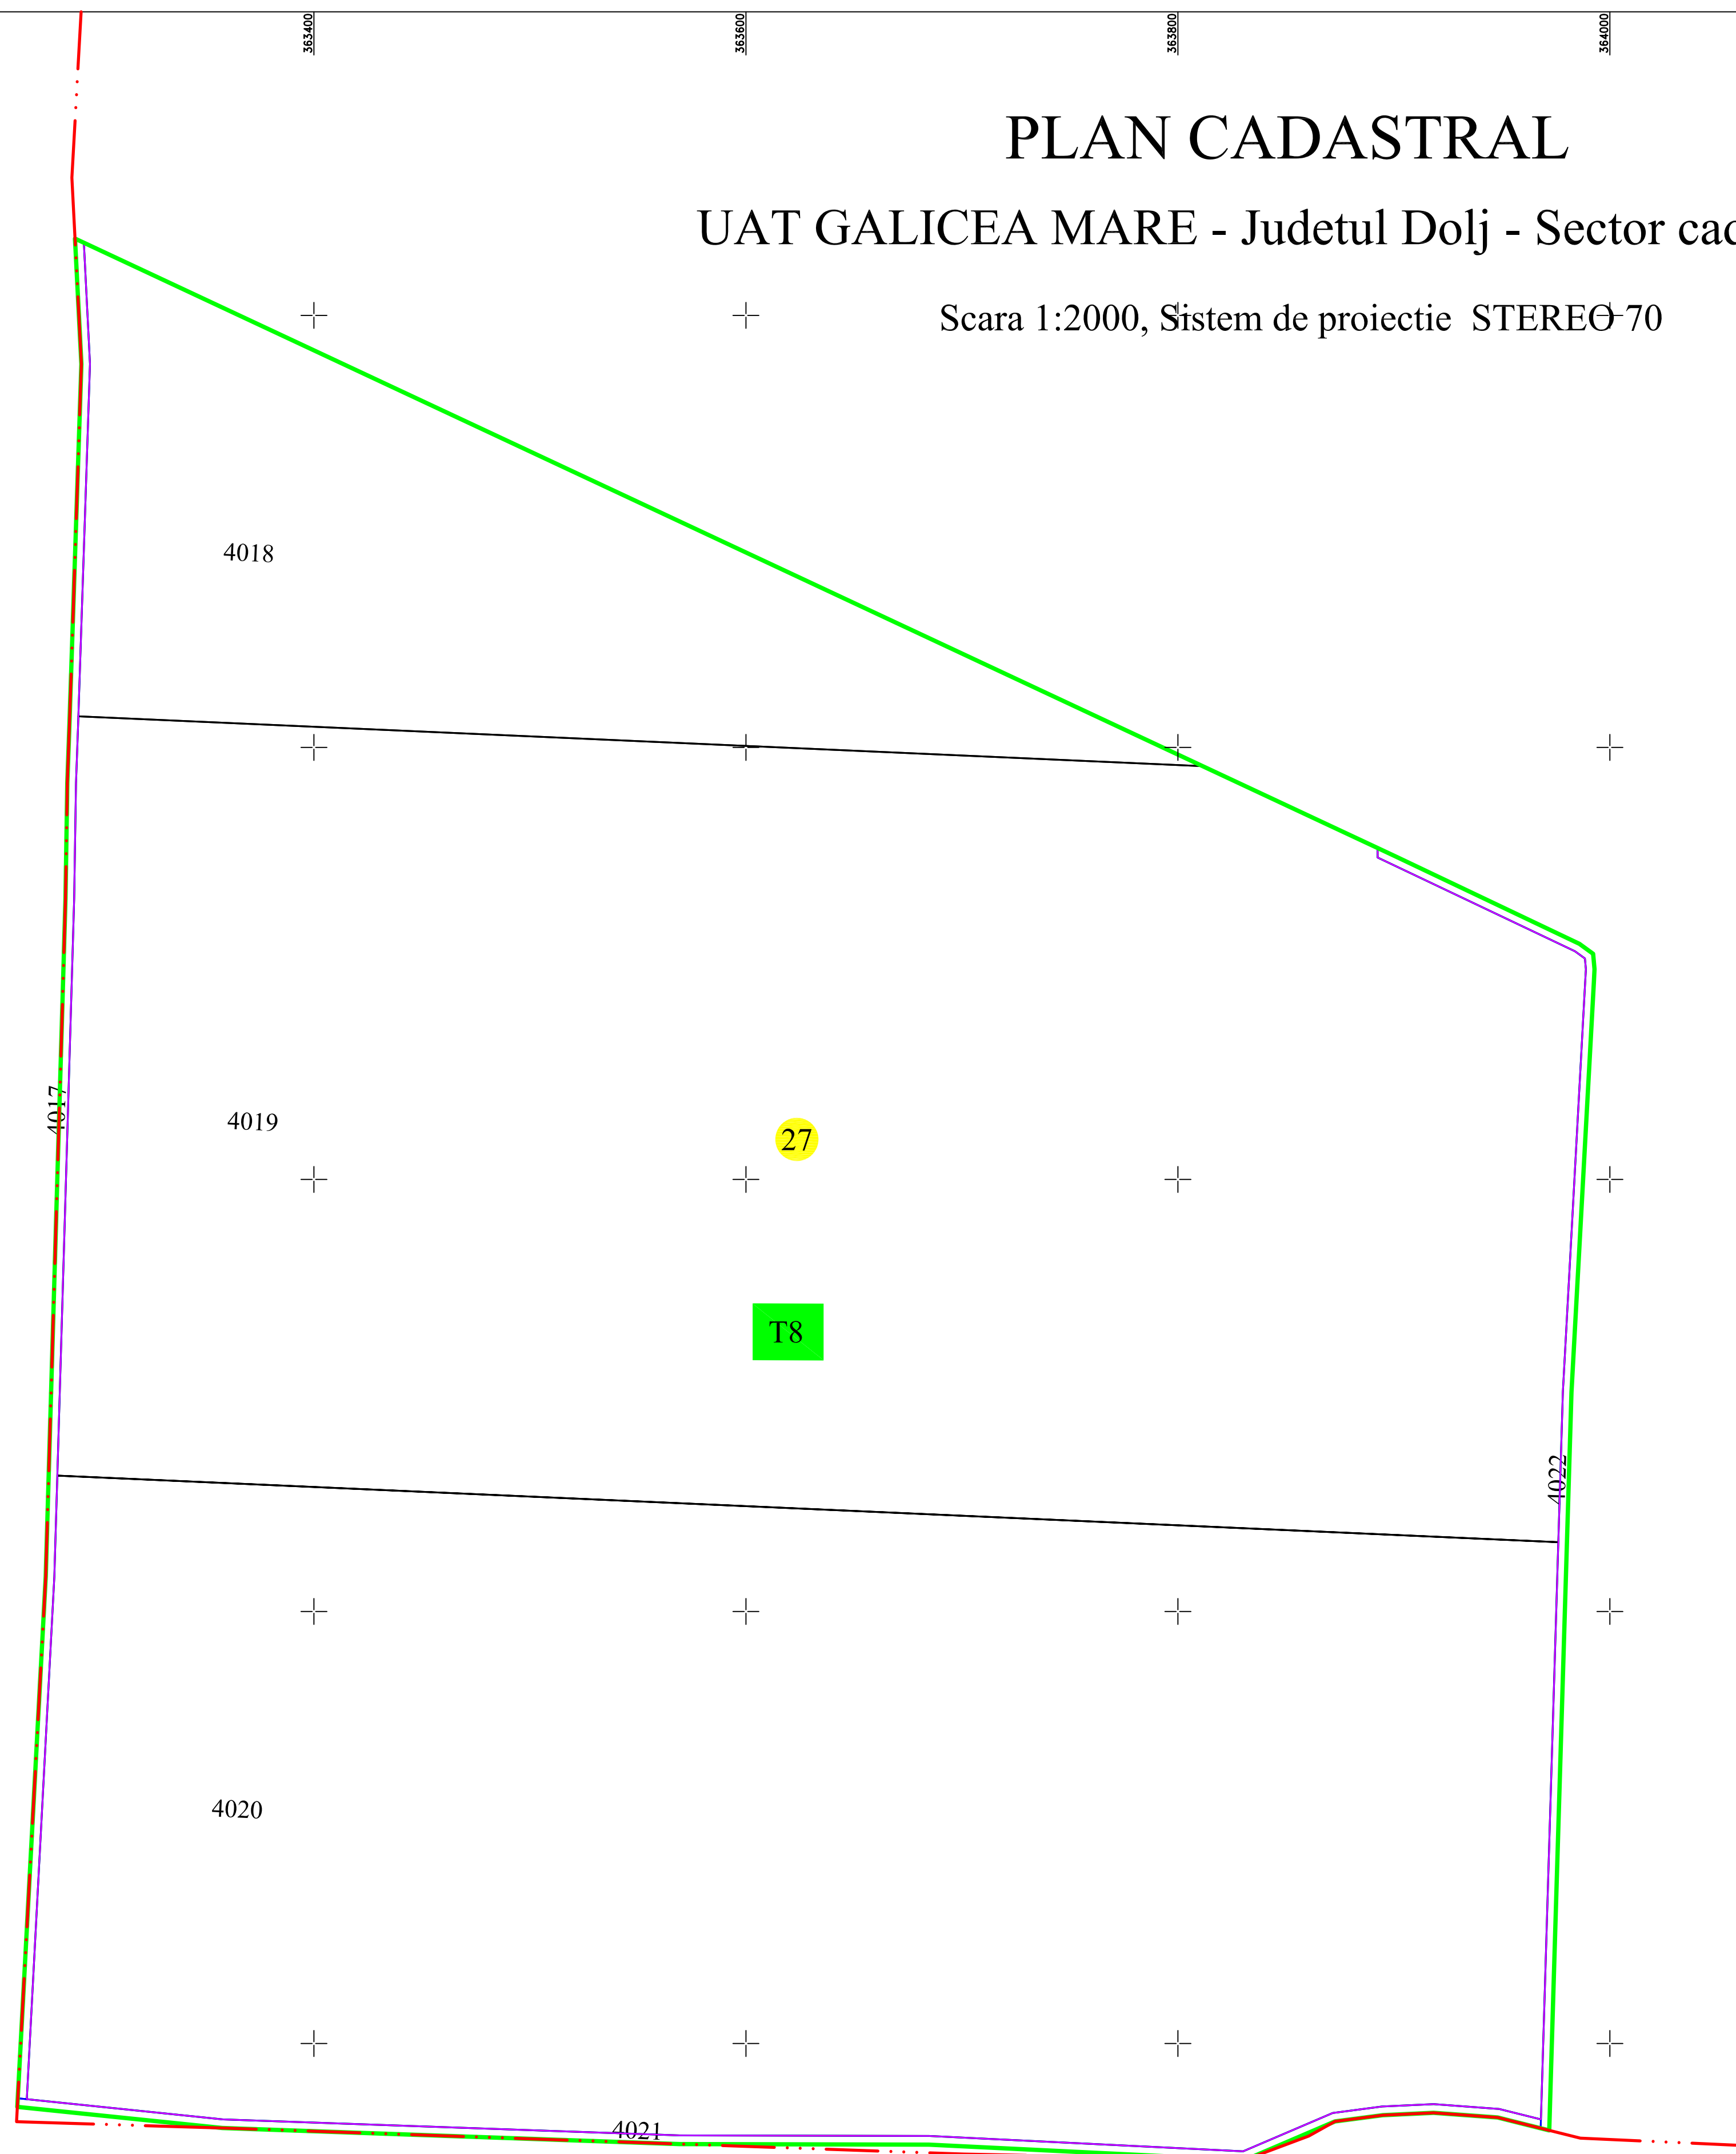 363400
363600
363800
364000
PLAN CADASTRAL
UAT GALICEA MARE - Judetul Dolj - Sector
Scara 1:2000, Sistem de proiectie STEREO 70
4018
4017
4019
27
T8
4022
4020
4021